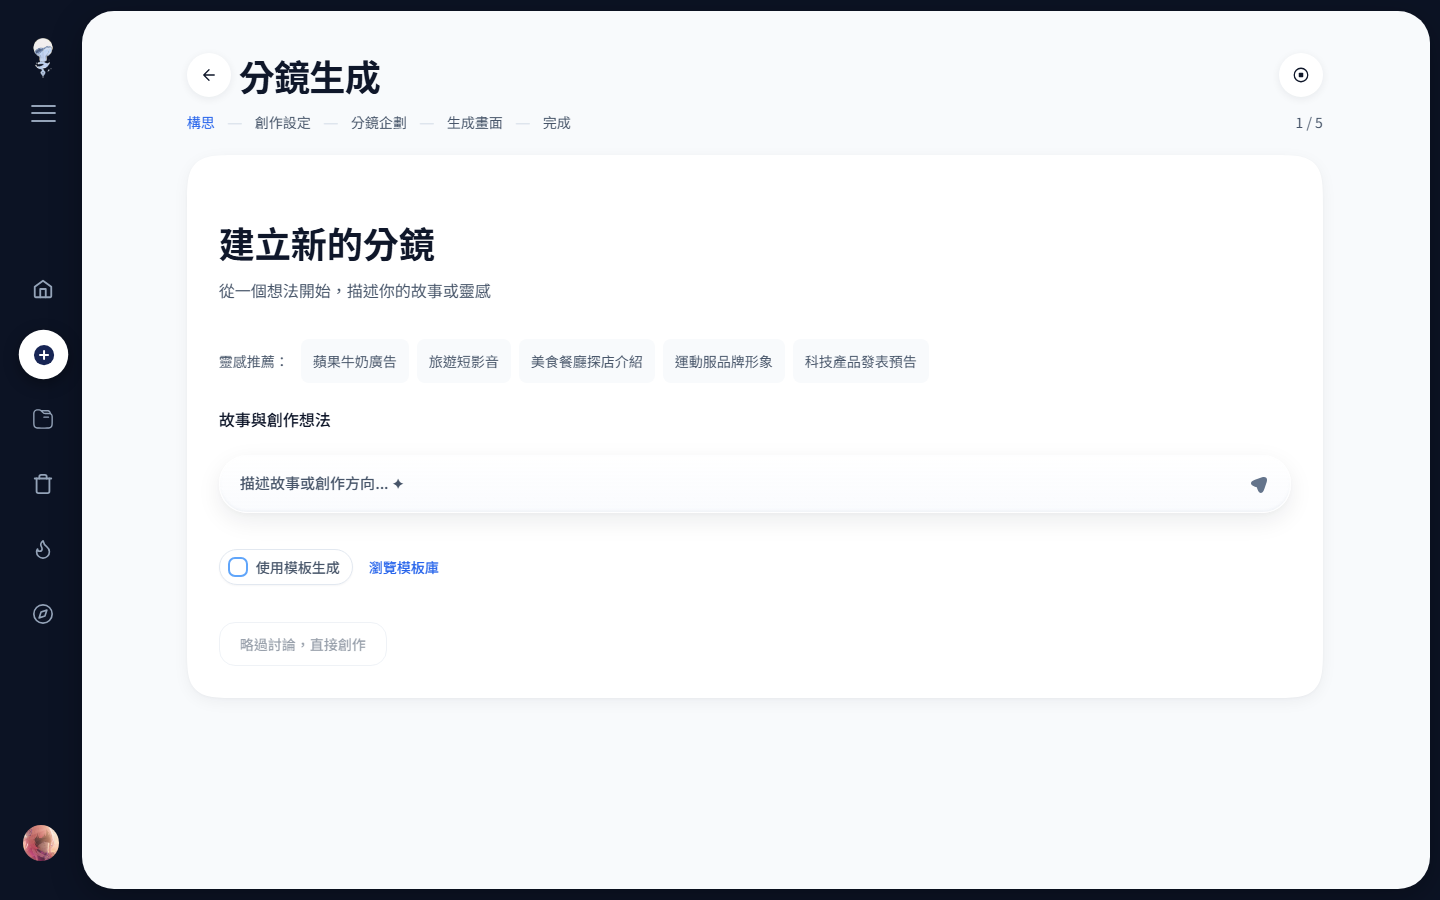 分鏡生成
構思 — 創作設定 — 分鏡企劃 — 生成畫面 — 完成
1 / 5
建立新的分鏡
從一個想法開始，描述你的故事或靈感
靈感推薦： 蘋果牛奶廣告 旅遊短影音 美食餐廳探店介紹 運動服品牌形象 科技產品發表預告
故事與創作想法
描述故事或創作方向... ✦
使用模板生成 瀏覽模板庫
略過討論，直接創作